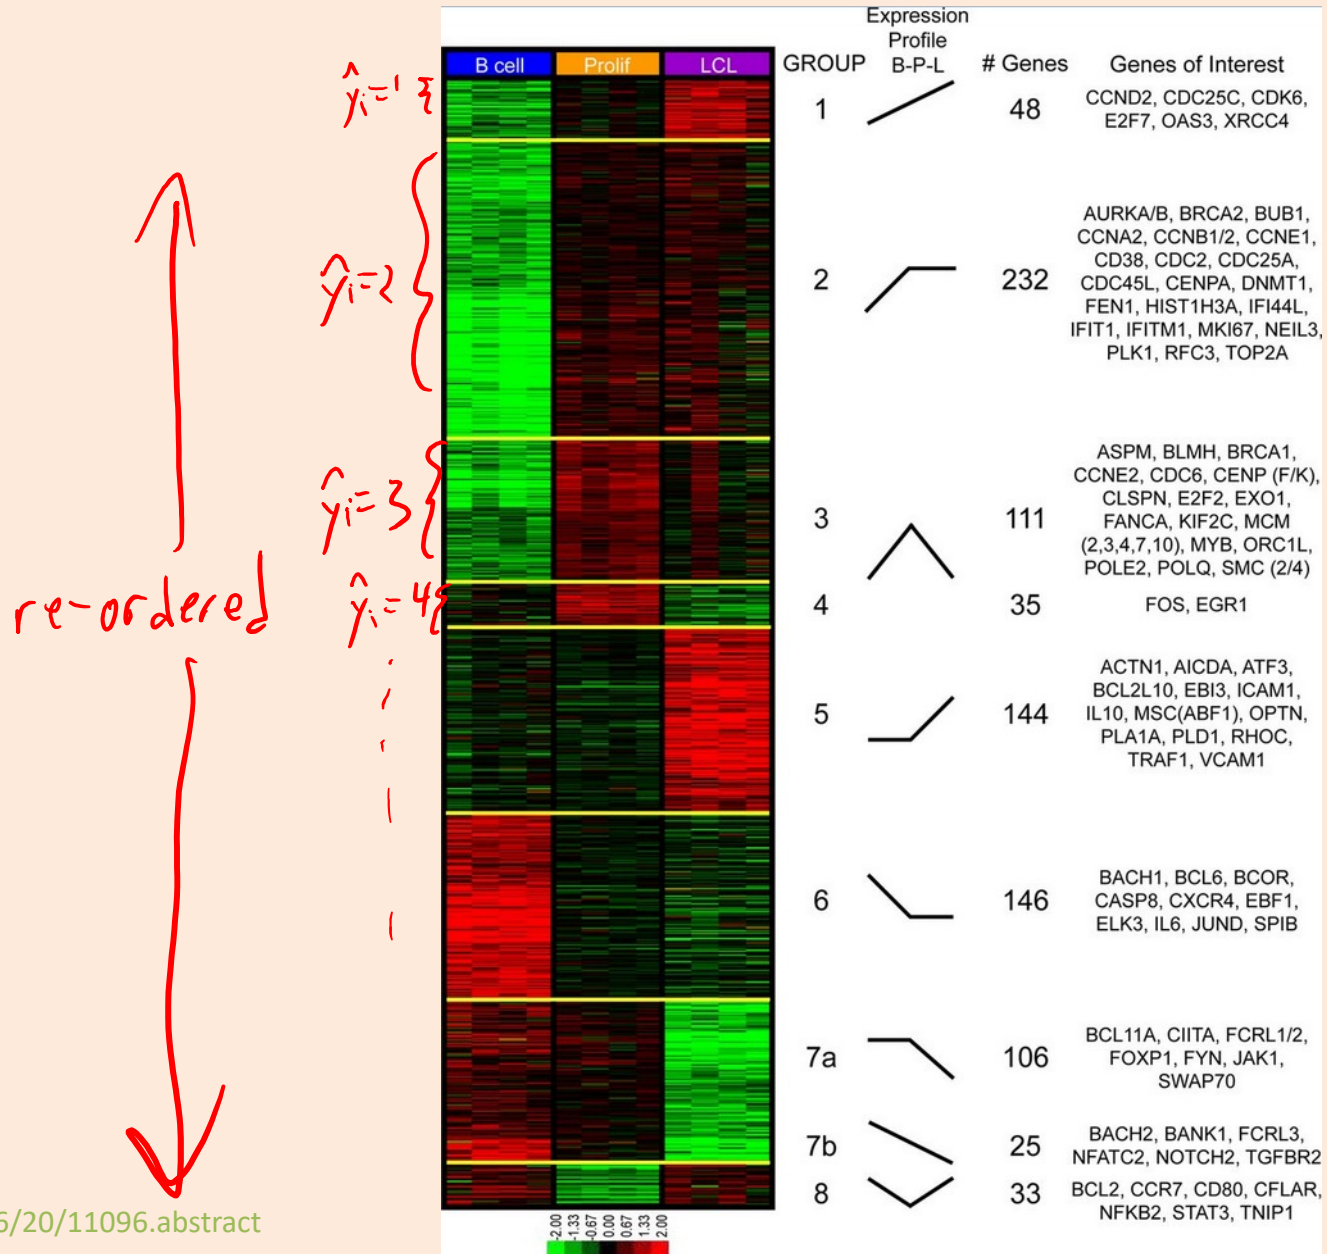 Expression
Profile
B cell Prolif LCL GROUP B-P-L # Genes Genes of Interest
ŷi=1 {
1 48 CCND2, CDC25C, CDK6,
E2F7, OAS3, XRCC4
ŷi=2 {
2 232 AURKA/B, BRCA2, BUB1,
CCNA2, CCNB1/2, CCNE1,
CD38, CDC2, CDC25A,
CDC45L, CENPA, DNMT1,
FEN1, HIST1H3A, IFI44L,
IFIT1, IFITM1, MKI67, NEIL3,
PLK1, RFC3, TOP2A
ŷi=3 {
3 111 ASPM, BLMH, BRCA1,
CCNE2, CDC6, CENP (F/K),
CLSPN, E2F2, EXO1,
FANCA, KIF2C, MCM
(2,3,4,7,10), MYB, ORC1L,
POLE2, POLQ, SMC (2/4)
re-ordered
ŷi=4 {
4 35 FOS, EGR1
5 144 ACTN1, AICDA, ATF3,
BCL2L10, EBI3, ICAM1,
IL10, MSC(ABF1), OPTN,
PLA1A, PLD1, RHOC,
TRAF1, VCAM1
6 146 BACH1, BCL6, BCOR,
CASP8, CXCR4, EBF1,
ELK3, IL6, JUND, SPIB
7a 106 BCL11A, CIITA, FCRL1/2,
FOXP1, FYN, JAK1,
SWAP70
7b 25 BACH2, BANK1, FCRL3,
NFATC2, NOTCH2, TGFBR2
8 33 BCL2, CCR7, CD80, CFLAR,
NFKB2, STAT3, TNIP1
6/20/11096.abstract
-2.00 -1.33 -0.67 0.00 0.67 1.33 2.00